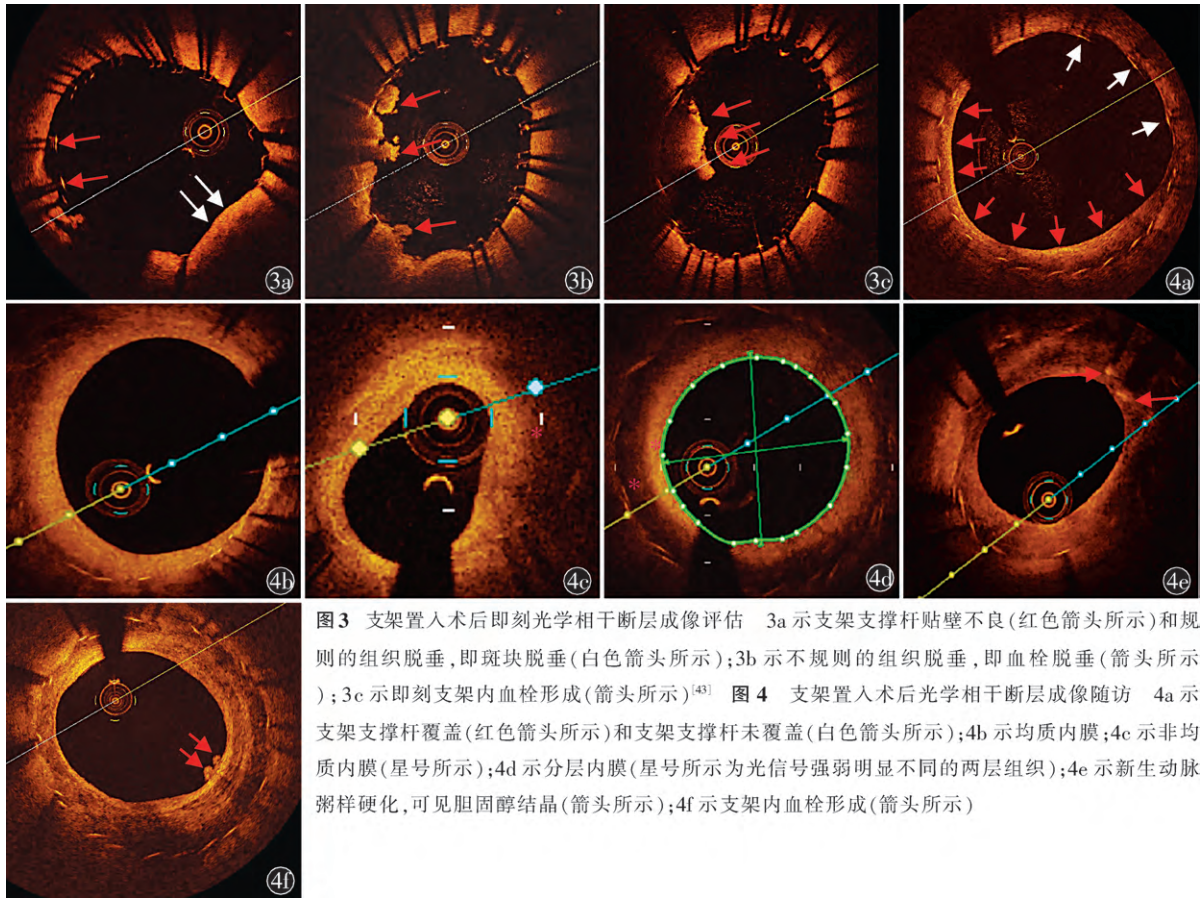 3a
3b
3c
4a
4b
4c
4d
4e
图3 支架置入术后即刻光学相干断层成像评估 3a示支架支撑杆贴壁不良(红色箭头所示)和规
则的组织脱垂,即斑块脱垂(白色箭头所示);3b示不规则的组织脱垂,即血栓脱垂(箭头所示
);3c示即刻支架内血栓形成(箭头所示)[43] 图4 支架置入术后光学相干断层成像随访 4a示
支架支撑杆覆盖(红色箭头所示)和支架支撑杆未覆盖(白色箭头所示);4b示均质内膜;4c示非均
质内膜(星号所示);4d示分层内膜(星号所示为光信号强弱明显不同的两层组织);4e示新生动脉
粥样硬化,可见胆固醇结晶(箭头所示);4f示支架内血栓形成(箭头所示)
4f